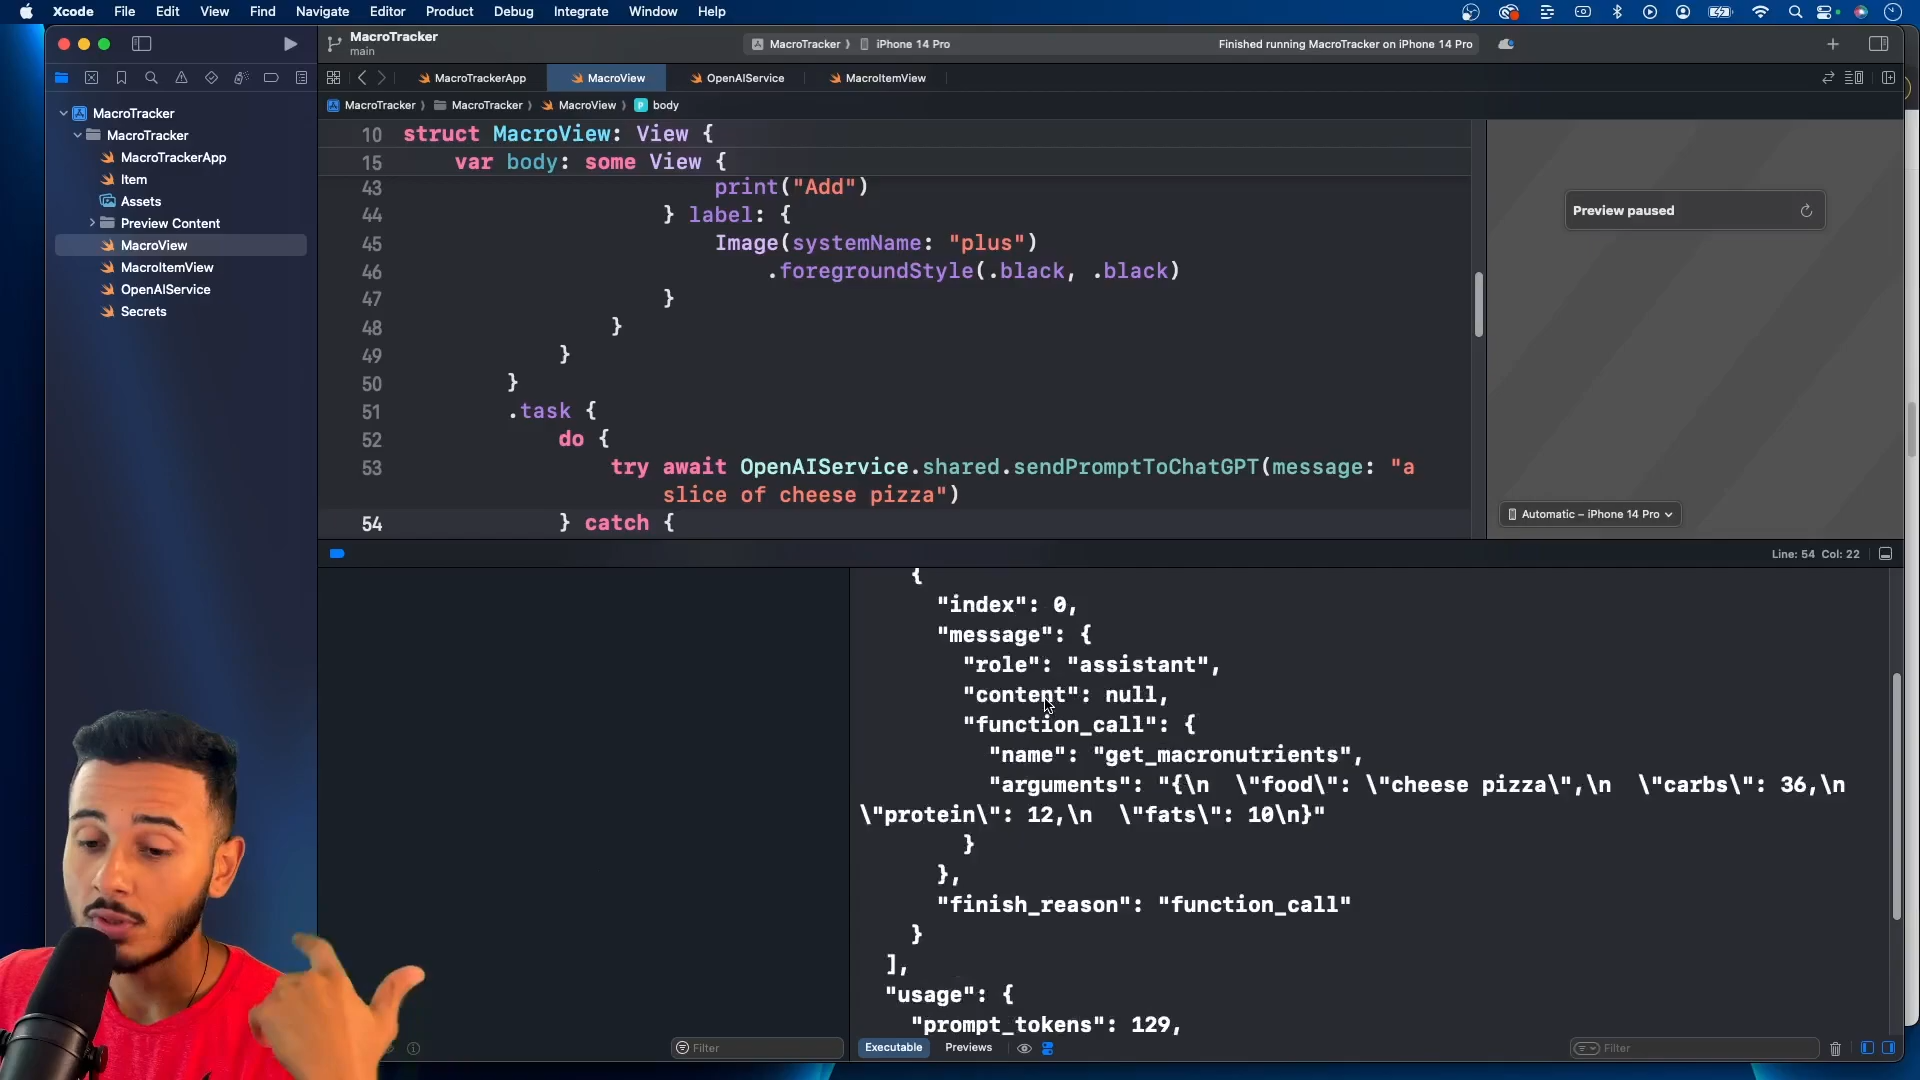 Xcode File Edit View Find Navigate Editor Product Debug Integrate Window Help
MacroTracker
main
MacroTracker ⟩ iPhone 14 Pro
Finished running MacroTracker on iPhone 14 Pro
MacroTrackerApp MacroView OpenAIService MacroItemView
MacroTracker ⟩ MacroTracker ⟩ MacroView ⟩ P body
MacroTracker
MacroTracker
MacroTrackerApp
Item
Assets
Preview Content
MacroView
MacroItemView
OpenAIService
Secrets
10 struct MacroView: View {
15 var body: some View {
43 print("Add")
44 } label: {
45 Image(systemName: "plus")
46 .foregroundStyle(.black, .black)
47 }
48 }
49 }
50 }
51 .task {
52 do {
53 try await OpenAIService.shared.sendPromptToChatGPT(message: "a
slice of cheese pizza")
54 } catch {
Preview paused
Automatic – iPhone 14 Pro
Line: 54 Col: 22
{
"index": 0,
"message": {
"role": "assistant",
"content": null,
"function_call": {
"name": "get_macronutrients",
"arguments": "{\n \"food\": \"cheese pizza\",\n \"carbs\": 36,\n
\"protein\": 12,\n \"fats\": 10\n}"
}
},
"finish_reason": "function_call"
}
],
"usage": {
"prompt_tokens": 129,
Filter
Executable Previews
Filter